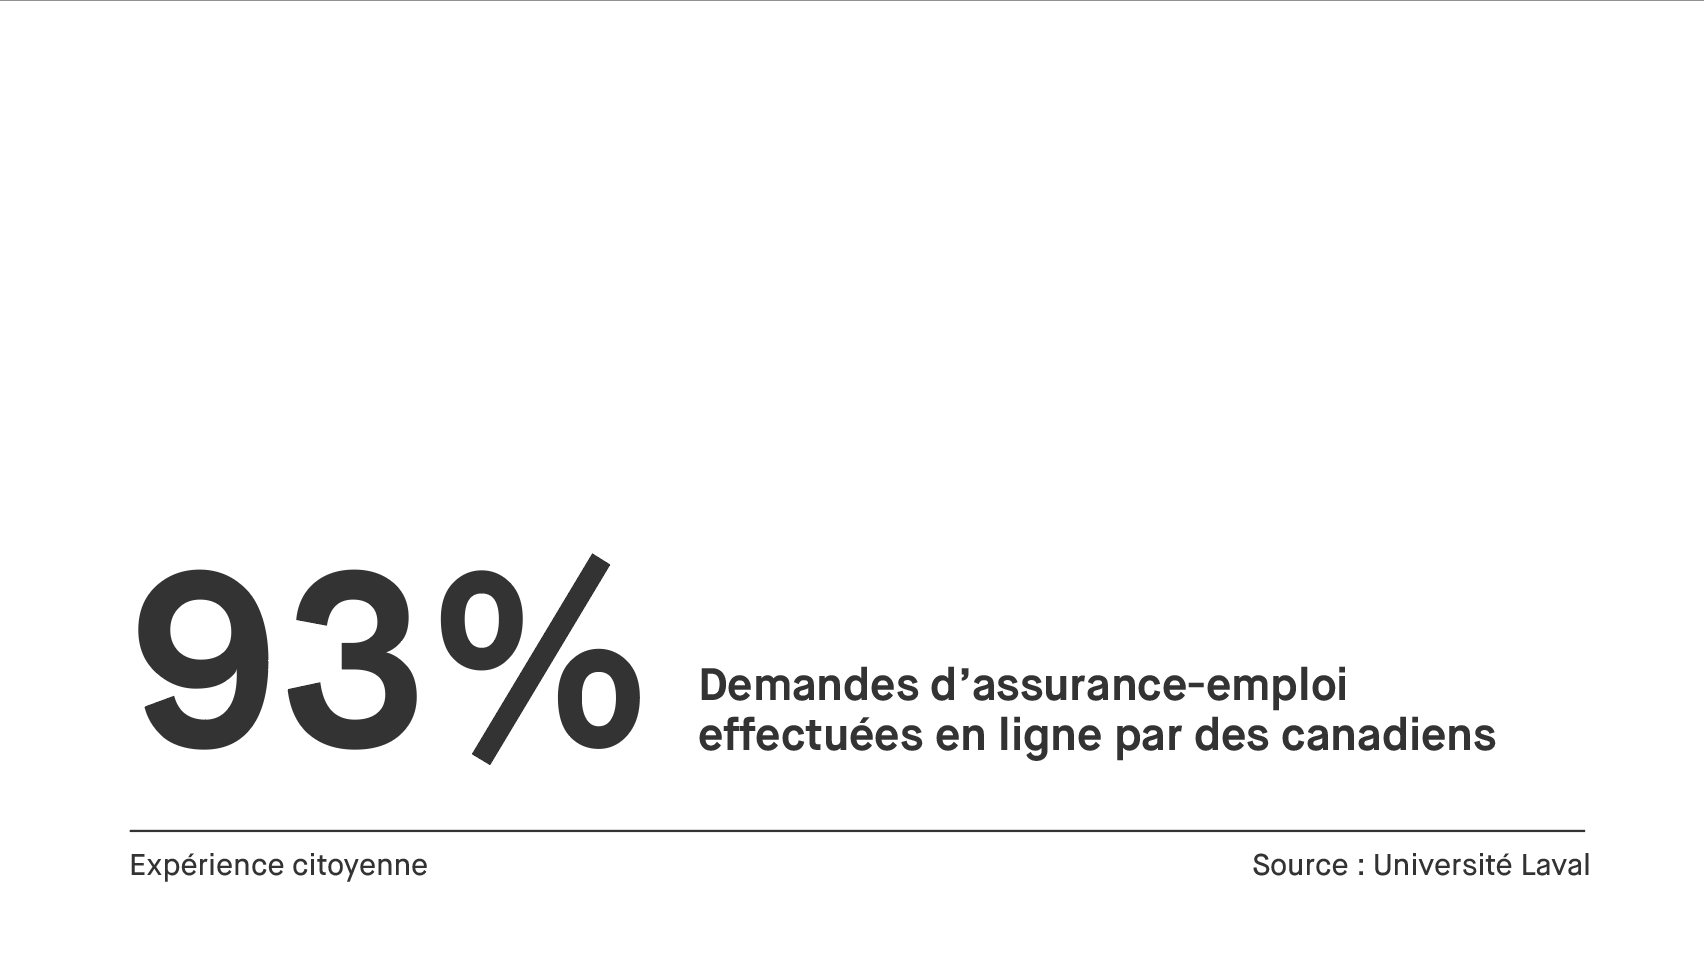 93%
Demandes d’assurance-emploi
effectuées en ligne par des canadiens
Expérience citoyenne
Source : Université Laval